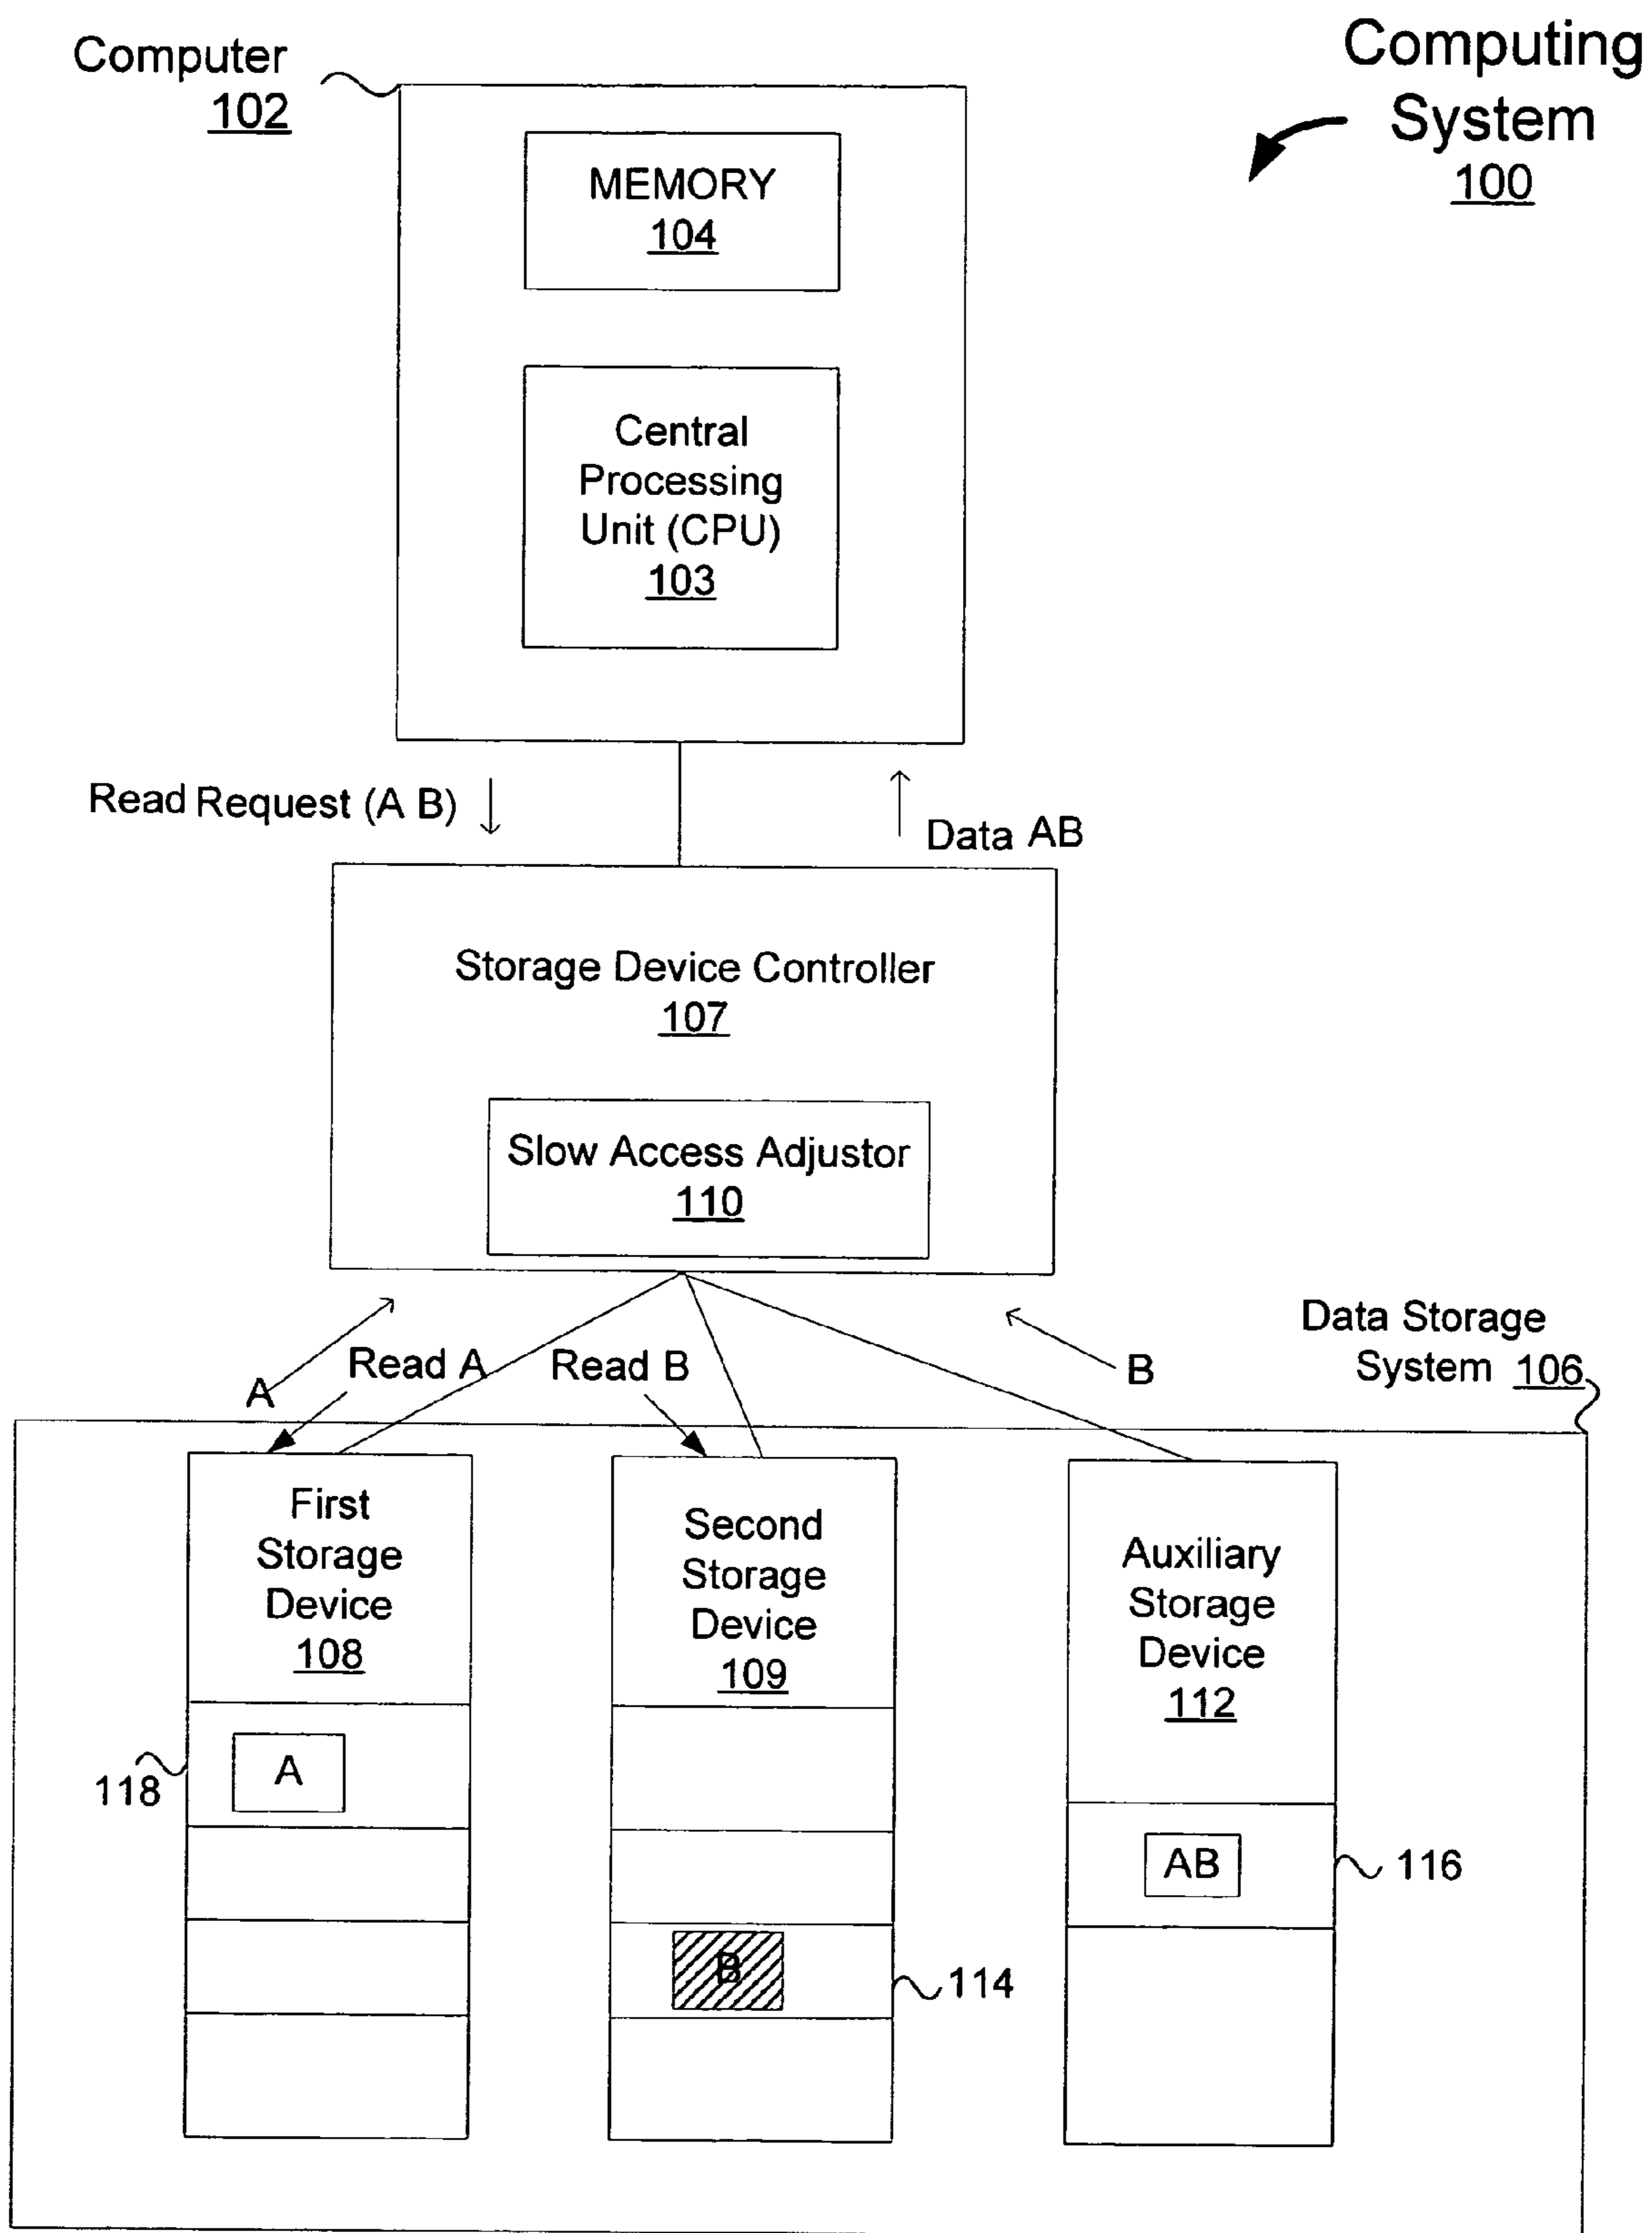 Computer
102
Computing
System
100
MEMORY
104
Central
Processing
Unit (CPU)
103
Read Request (A B)
Data AB
Storage Device Controller
107
Slow Access Adjustor
110
A
Read A
Read B
B
Data Storage
System 106
First
Storage
Device
108
Second
Storage
Device
109
Auxiliary
Storage
Device
112
118
A
AB
116
B
114